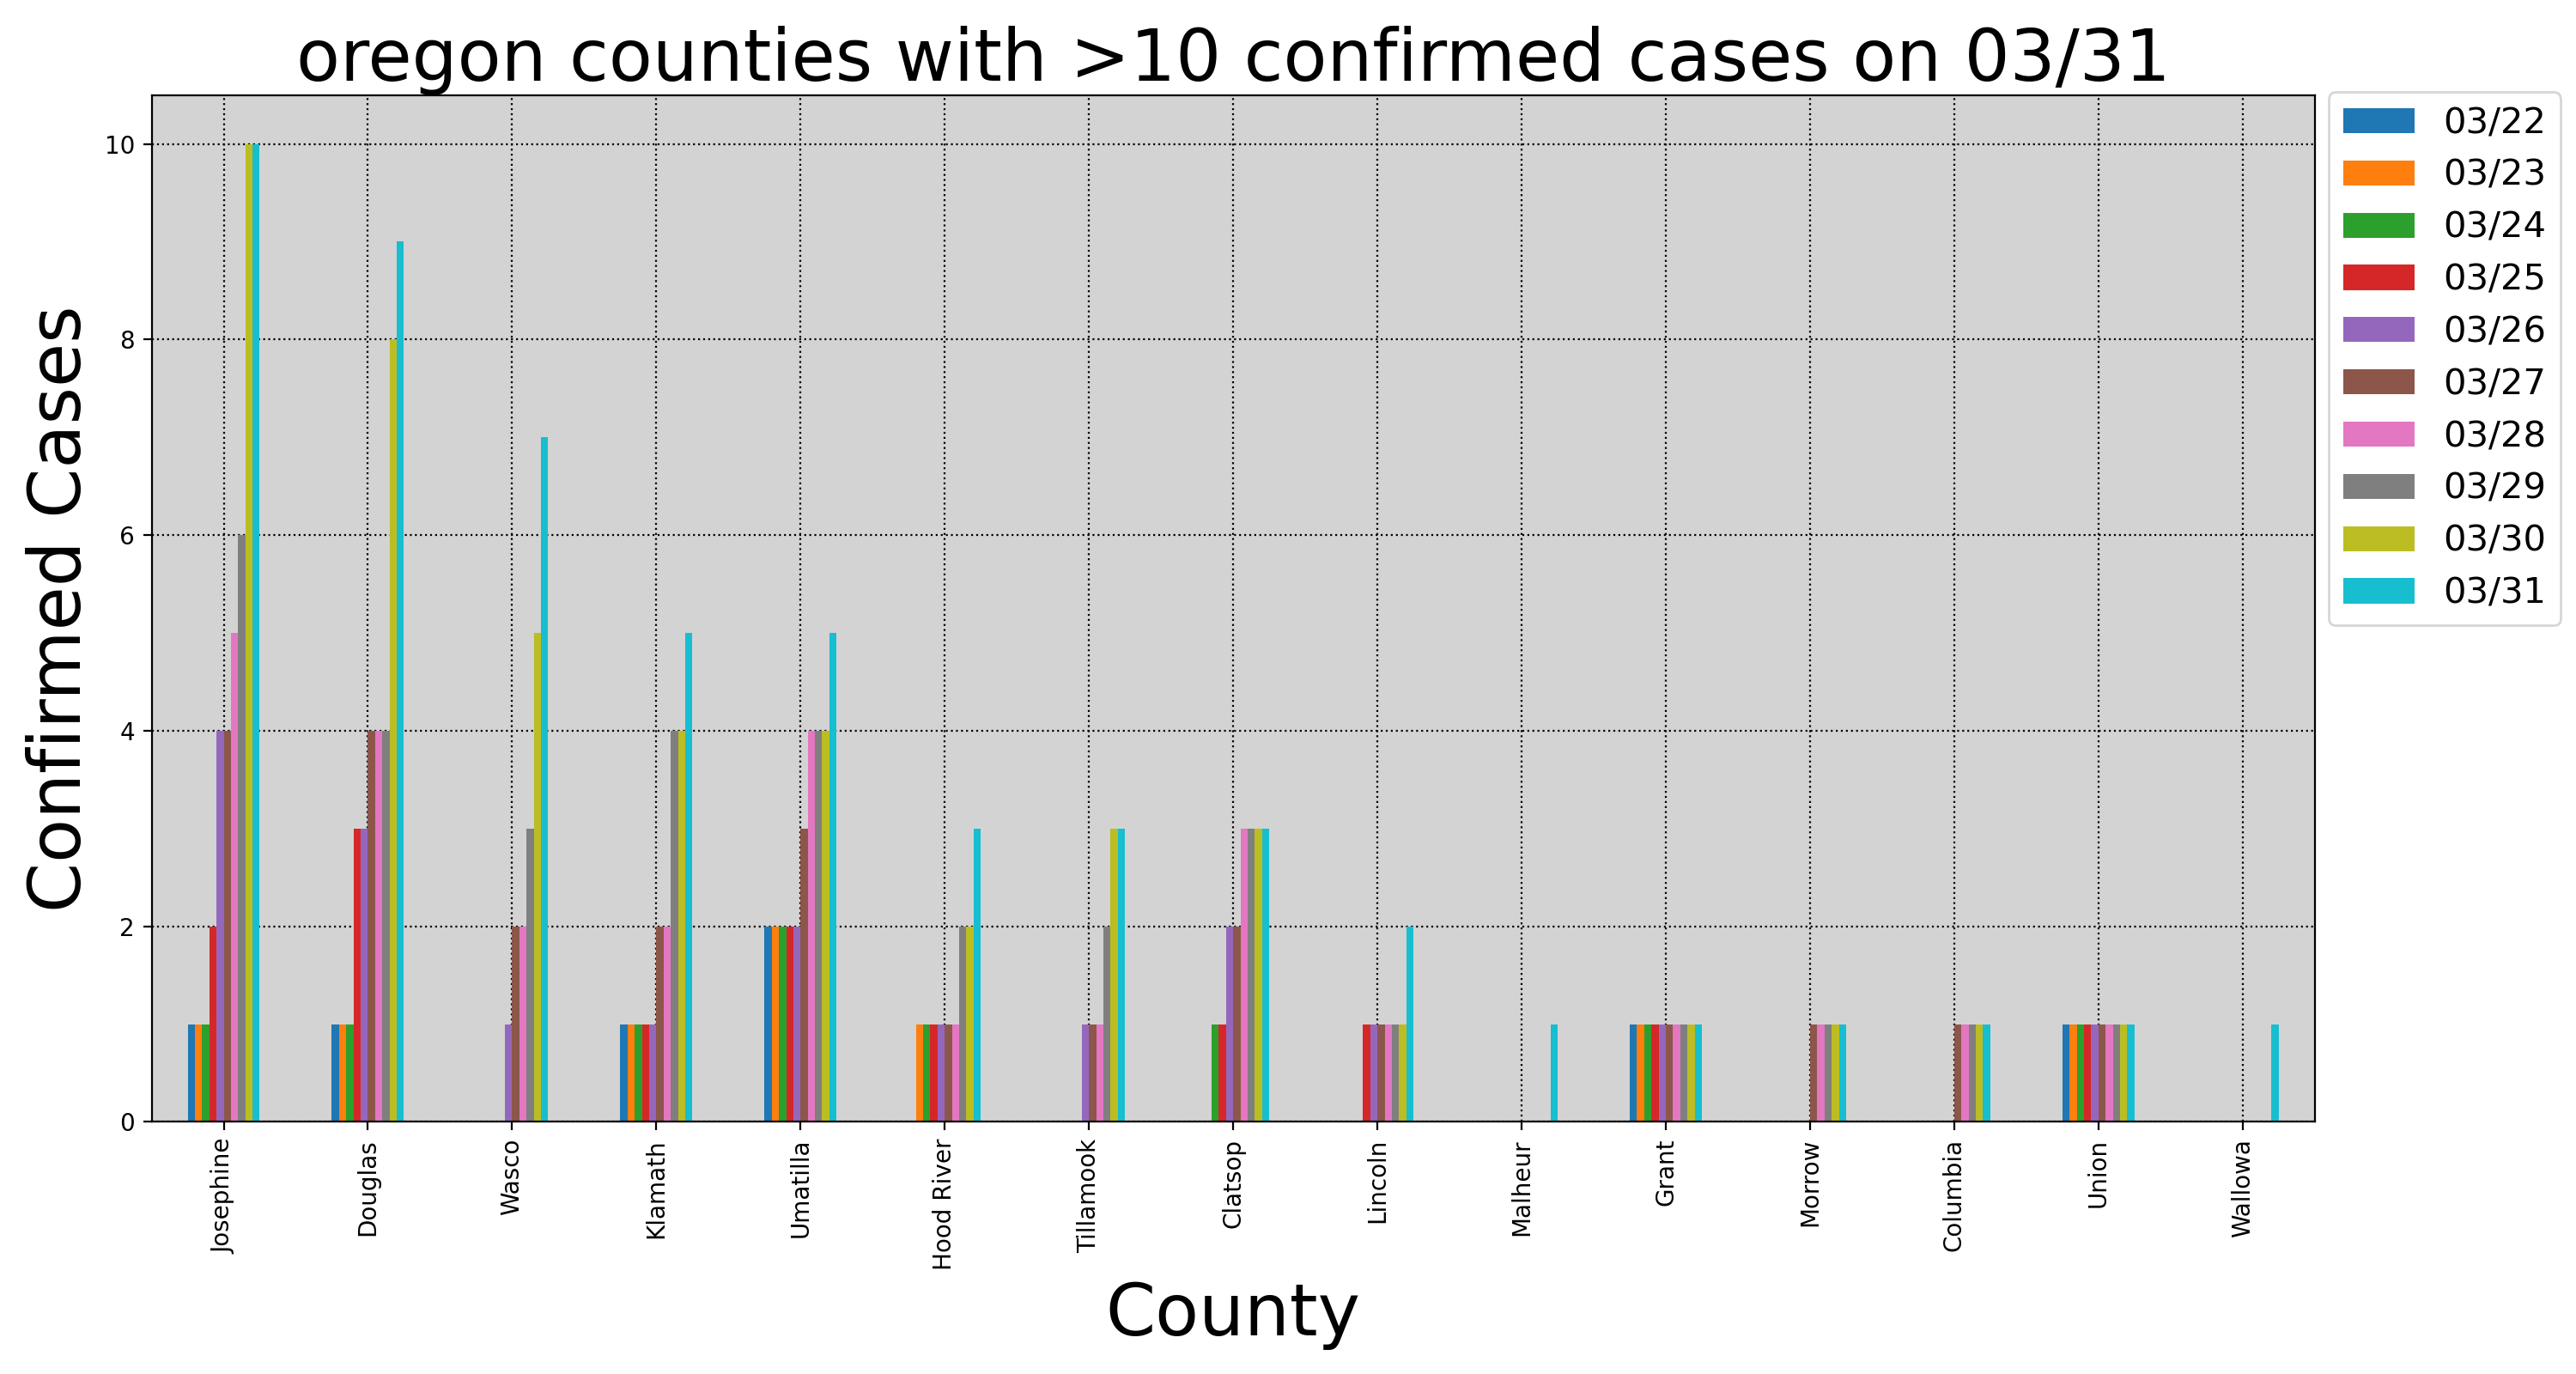 oregon counties with >10 confirmed cases on 03/31
Confirmed Cases
10
8
6
4
2
0
Josephine
Douglas
Wasco
Klamath
Umatilla
Hood River
Tillamook
Clatsop
Lincoln
Malheur
Grant
Morrow
Columbia
Union
Wallowa
County
03/22
03/23
03/24
03/25
03/26
03/27
03/28
03/29
03/30
03/31